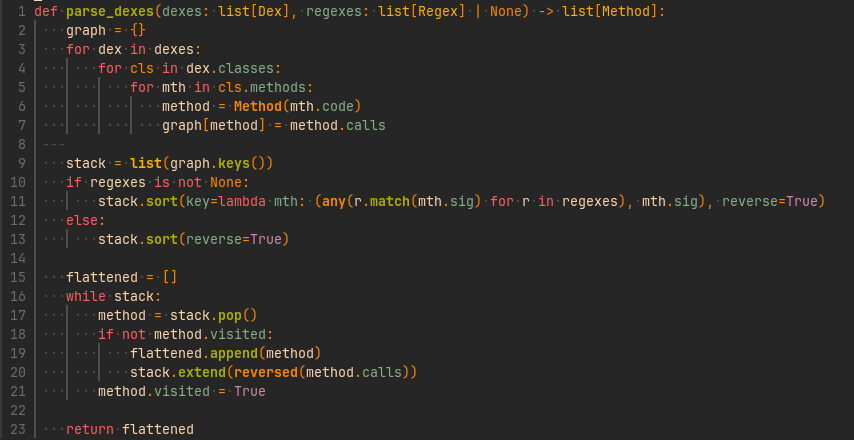 1 def parse_dexes(dexes: list[Dex], regexes: list[Regex] | None) -> list[Method]:
2     graph = {}
3     for dex in dexes:
4         for cls in dex.classes:
5             for mth in cls.methods:
6                 method = Method(mth.code)
7                 graph[method] = method.calls
8
9     stack = list(graph.keys())
10     if regexes is not None:
11         stack.sort(key=lambda mth: (any(r.match(mth.sig) for r in regexes), mth.sig), reverse=True)
12     else:
13         stack.sort(reverse=True)
14
15     flattened = []
16     while stack:
17         method = stack.pop()
18         if not method.visited:
19             flattened.append(method)
20             stack.extend(reversed(method.calls))
21         method.visited = True
22
23     return flattened